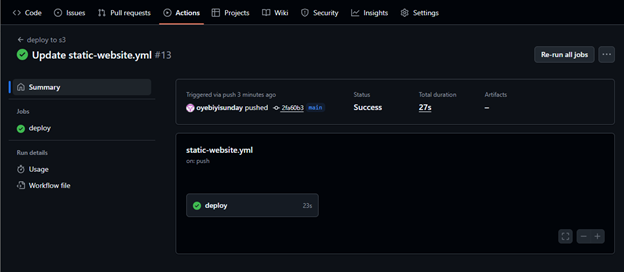 Code Issues Pull requests Actions Projects Wiki Security Insights Settings
deploy to s3
Update static-website.yml #13
Re-run all jobs
Summary
Jobs
deploy
Run details
Usage
Workflow file
Triggered via push 3 minutes ago
oyebiyisunday pushed 2fa60b3 main
Status
Success
Total duration
27s
Artifacts
–
static-website.yml
on: push
deploy 23s